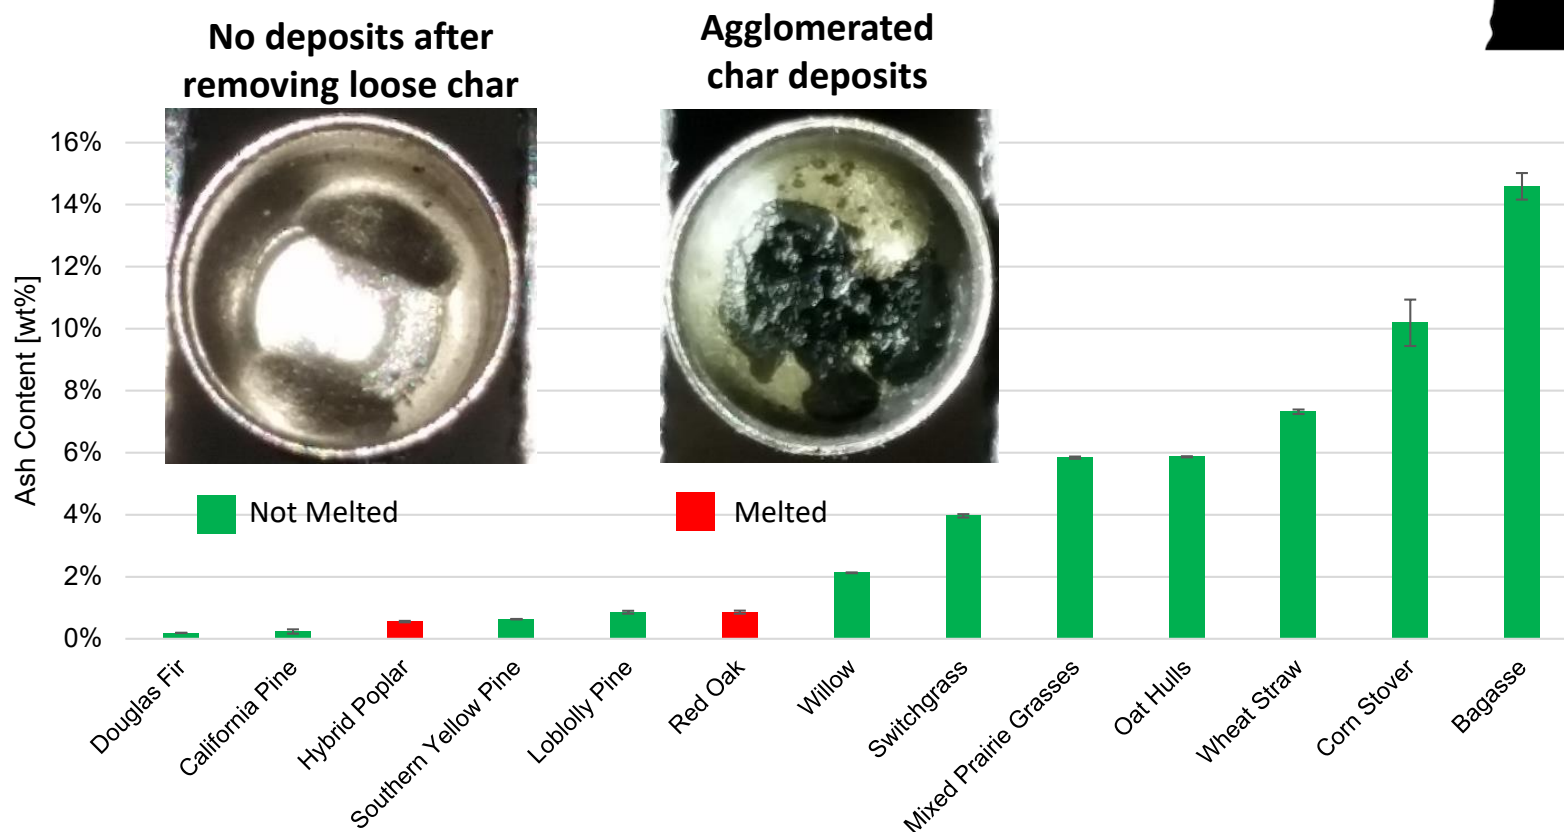 No deposits after
removing loose char
Agglomerated
char deposits
16%
14%
12%
10%
8%
6%
4%
2%
0%
Ash Content [wt%]
Not Melted
Melted
Douglas Fir
California Pine
Hybrid Poplar
Southern Yellow Pine
Loblolly Pine
Red Oak
Willow
Switchgrass
Mixed Prairie Grasses
Oat Hulls
Wheat Straw
Corn Stover
Bagasse